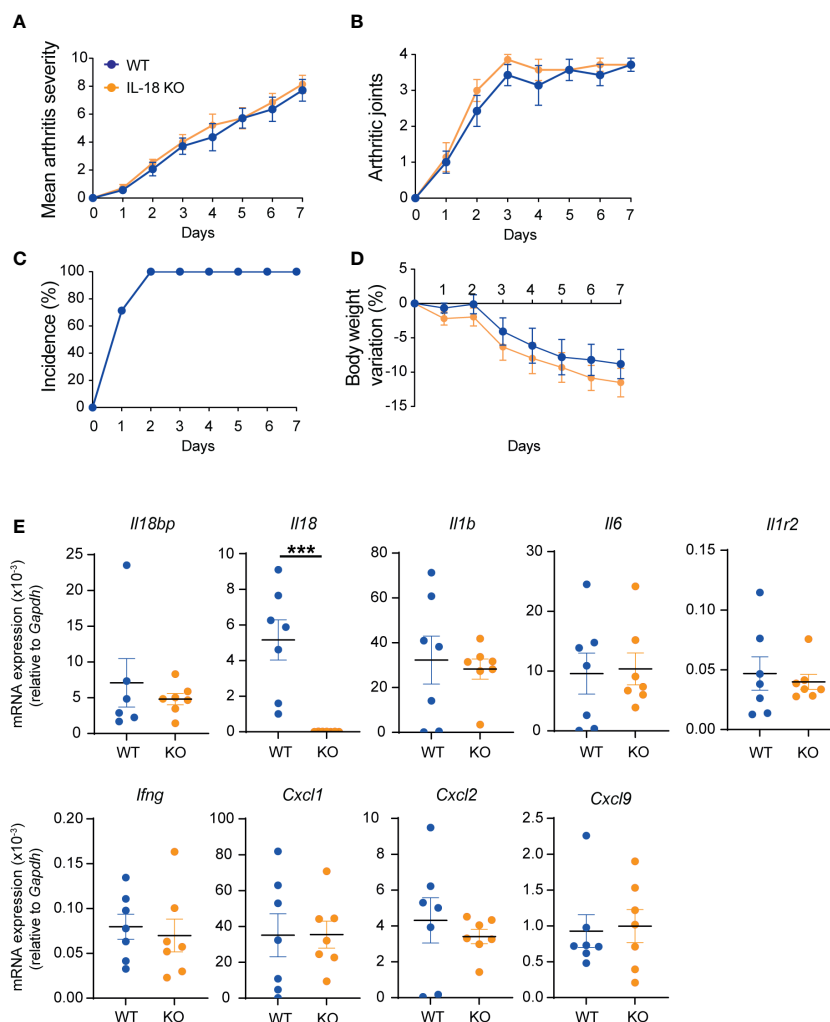 A
Mean arthritis severity
10
8
6
4
2
0
WT
IL-18 KO
0 1 2 3 4 5 6 7
Days
B
Arthritic joints
4
3
2
1
0
0 1 2 3 4 5 6 7
Days
C
Incidence (%)
100
80
60
40
20
0
0 1 2 3 4 5 6 7
Days
D
Body weight
variation (%)
5
0
-5
-10
-15
1 2 3 4 5 6 7
Days
E
mRNA expression (x10⁻³)
(relative to Gapdh)
Il18bp
25
20
15
10
5
0
WT KO
Il18
***
10
8
6
4
2
0
WT KO
Il1b
80
60
40
20
0
WT KO
Il6
30
20
10
0
WT KO
Il1r2
0.15
0.10
0.05
0.00
WT KO
mRNA expression (x10⁻³)
(relative to Gapdh)
Ifng
0.20
0.15
0.10
0.05
0.00
WT KO
Cxcl1
100
80
60
40
20
0
WT KO
Cxcl2
10
8
6
4
2
0
WT KO
Cxcl9
2.5
2.0
1.5
1.0
0.5
0.0
WT KO